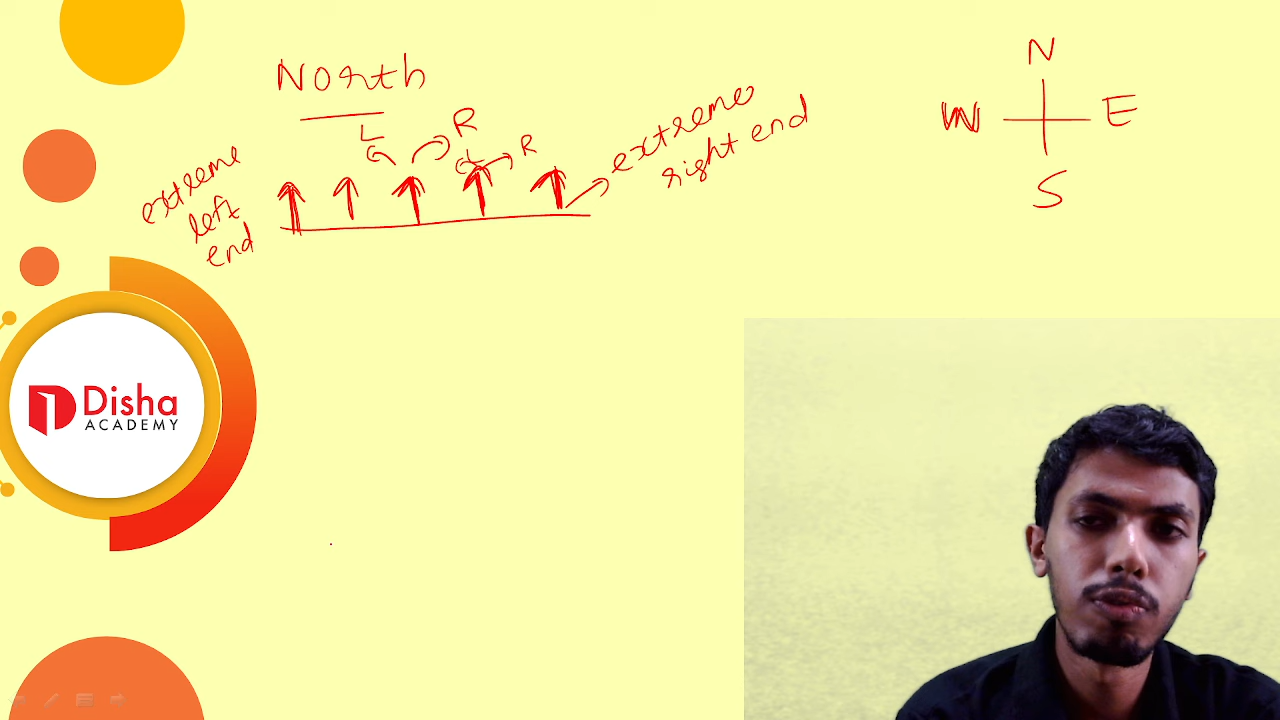 North
L
R
L
R
extreme
left
end
extreme
right end
N
W
E
S
Disha
ACADEMY